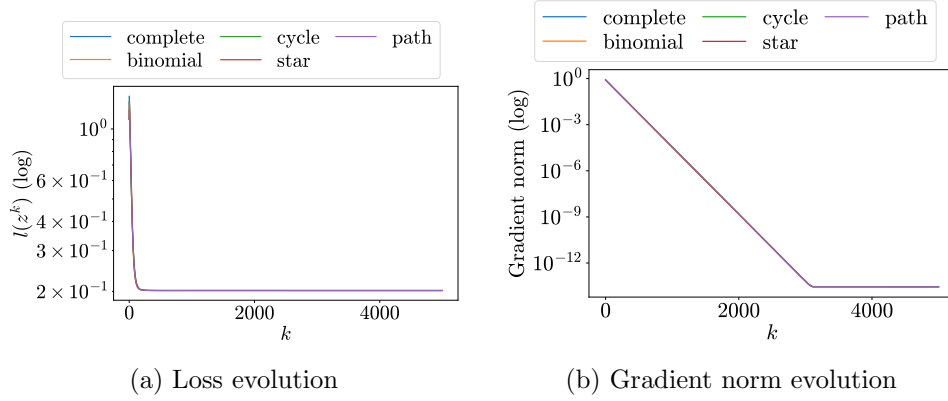 complete cycle path
binomial star
10^0
6 × 10^{-1}
4 × 10^{-1}
3 × 10^{-1}
2 × 10^{-1}
l(z^k) (log)
0 2000 4000
k
(a) Loss evolution
complete cycle path
binomial star
10^0
10^{-3}
10^{-6}
10^{-9}
10^{-12}
Gradient norm (log)
0 2000 4000
k
(b) Gradient norm evolution